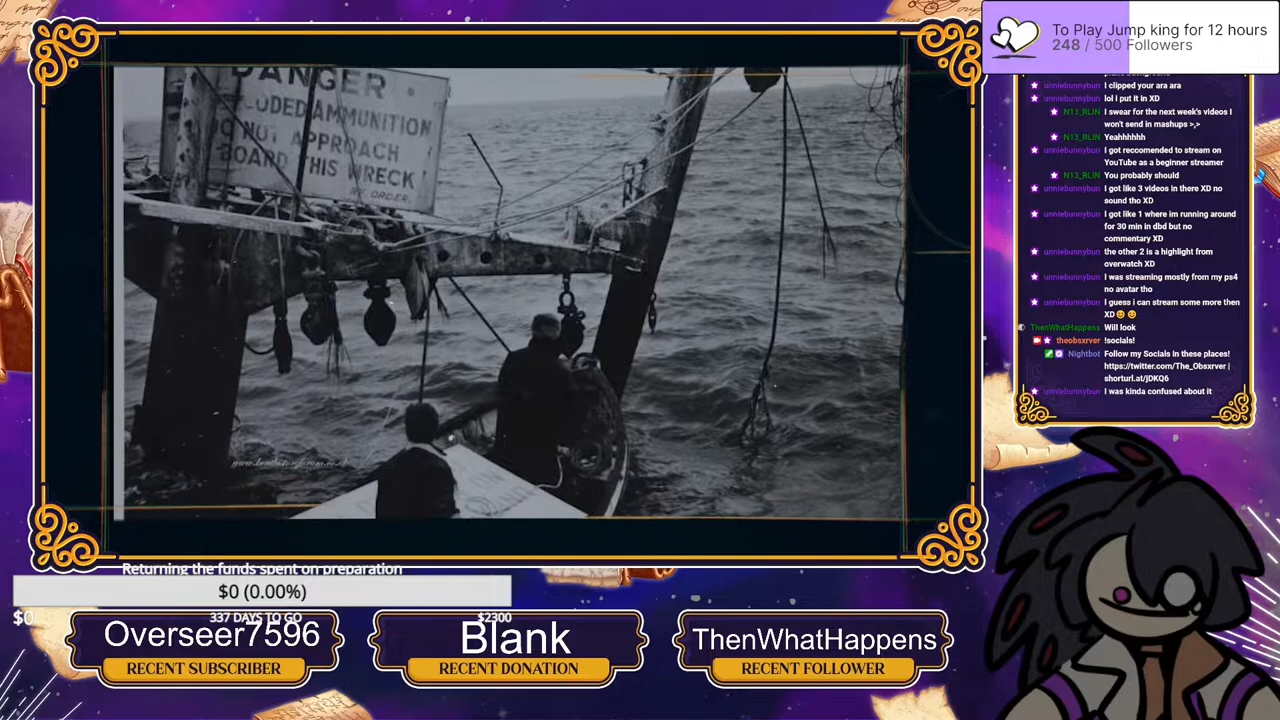 To Play Jump king for 12 hours
248 / 500 Followers
unniebunnybun I clipped your ara ara
unniebunnybun lol I put it in XD
N13_RLIN I swear for the next week's videos I
won't send in mashups >,>
N13_RLIN Yeahhhhhh
unniebunnybun I got reccomended to stream on
YouTube as a beginner streamer
N13_RLIN You probably should
unniebunnybun I got like 3 videos in there XD no
sound tho XD
unniebunnybun I got like 1 where im running around
for 30 min in dbd but no
commentary XD
unniebunnybun the other 2 is a highlight from
overwatch XD
unniebunnybun I was streaming mostly from my ps4
no avatar tho
unniebunnybun I guess i can stream some more then
XD😊 😊
ThenWhatHappens Will look
theobsxrver !socials!
Nightbot Follow my Socials in these places!
https://twitter.com/The_Obsxrver |
shorturl.at/jDKQ6
unniebunnybun I was kinda confused about it
DANGER
AMMUNITION
BOARD THIS WRECK!
ORDER
Returning the funds spent on preparation
$0 (0.00%)
$0
337 DAYS TO GO
$2300
Overseer7596
RECENT SUBSCRIBER
Blank
RECENT DONATION
ThenWhatHappens
RECENT FOLLOWER